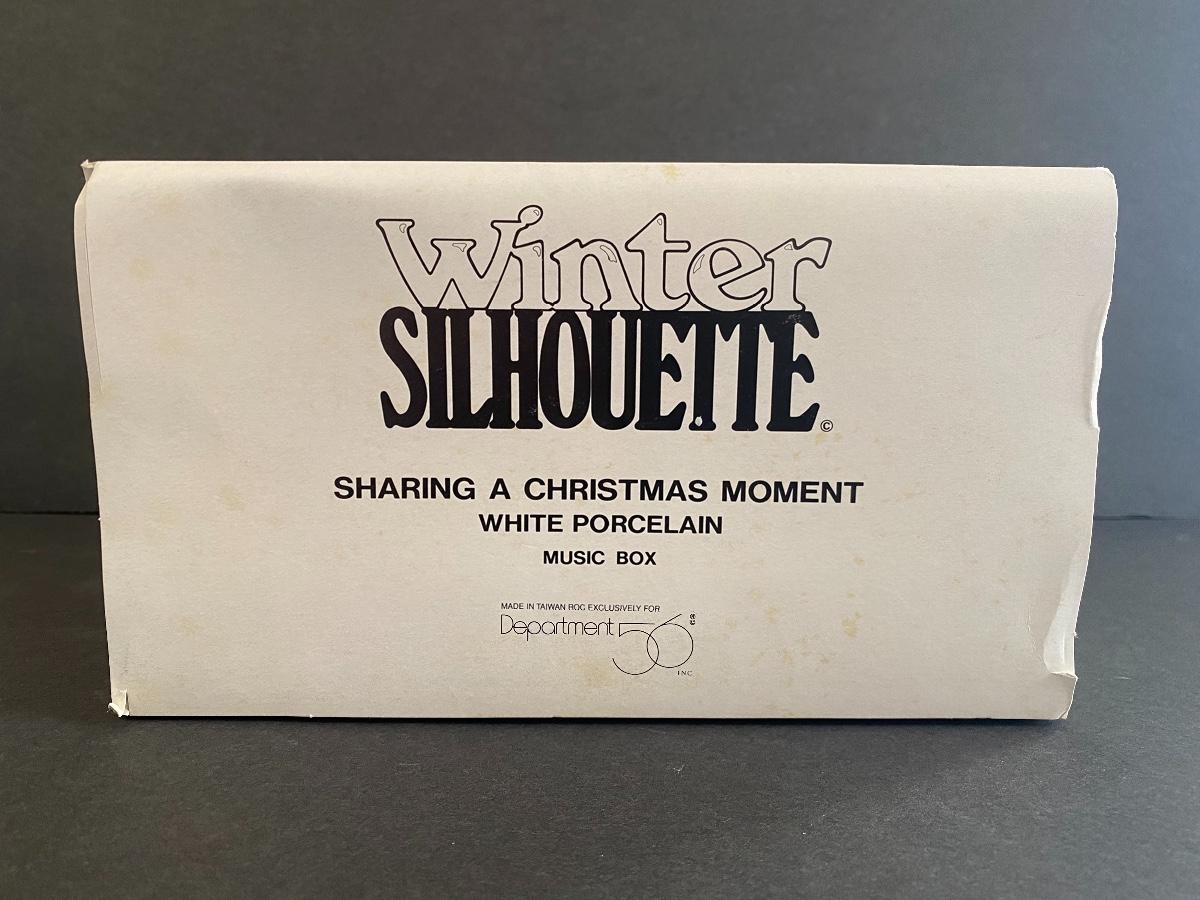 Winter
SILHOUETTE ©
SHARING A CHRISTMAS MOMENT
WHITE PORCELAIN
MUSIC BOX
MADE IN TAIWAN ROC EXCLUSIVELY FOR
Department 56 ©®
INC